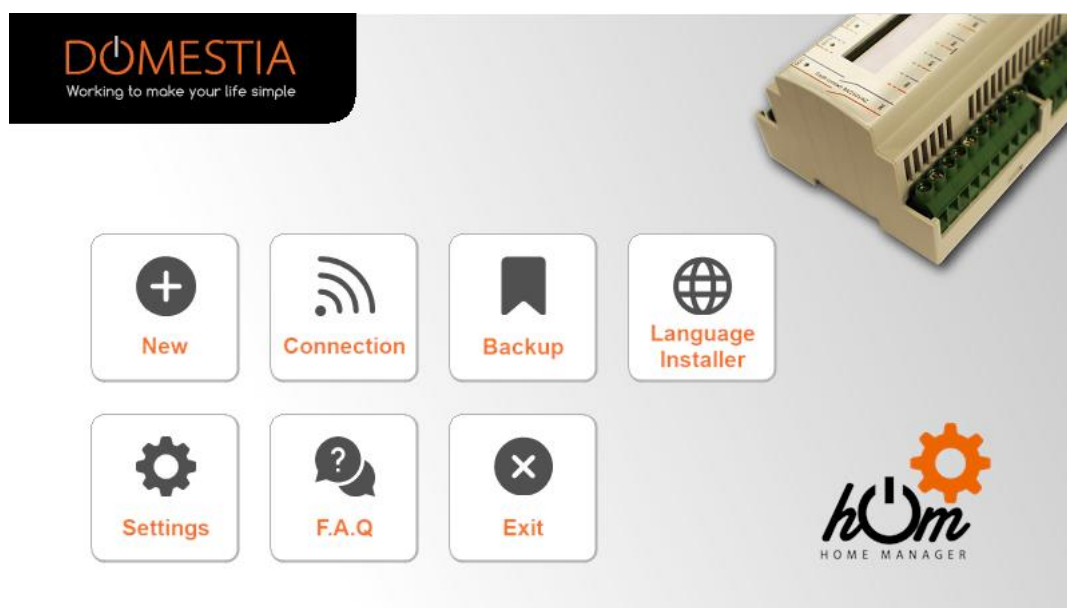 DOMESTIA
Working to make your life simple
New
Connection
Backup
Language
Installer
Settings
F.A.Q
Exit
hom
HOME MANAGER